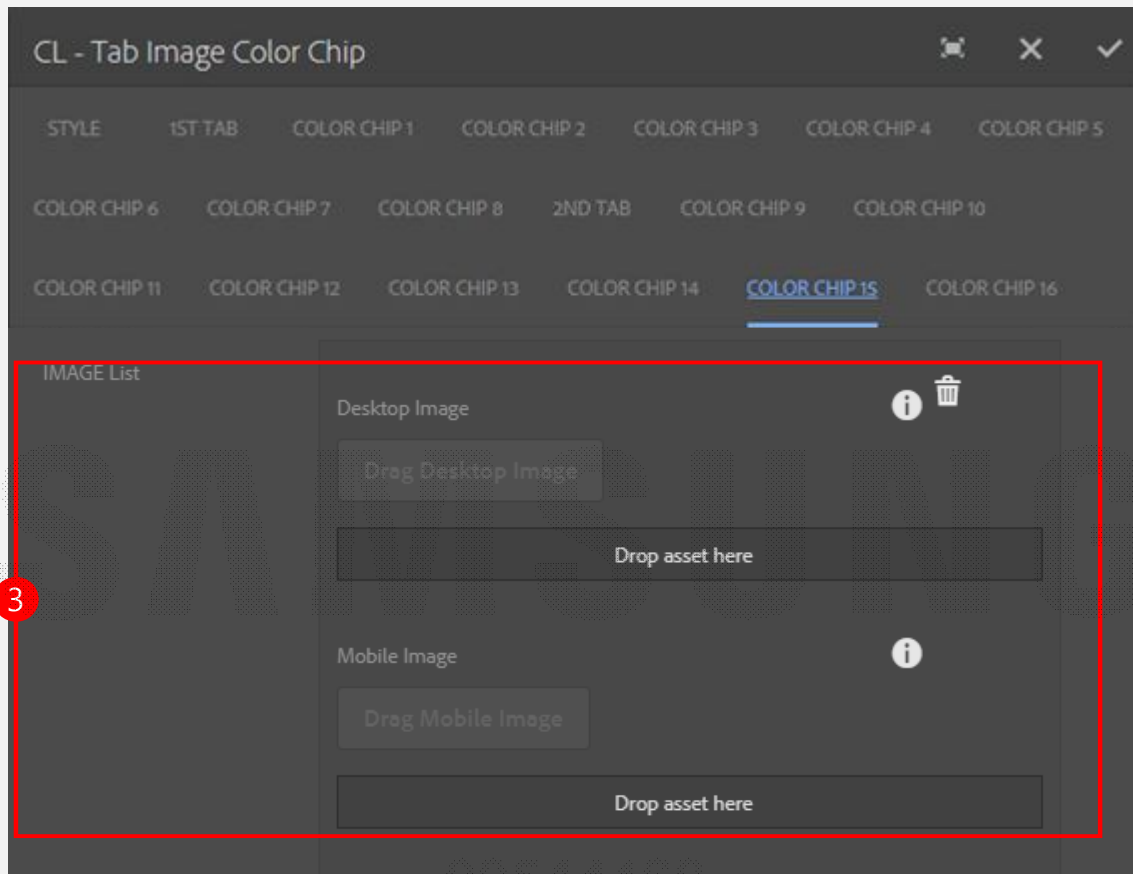 CL - Tab Image Color Chip
STYLE 1ST TAB COLOR CHIP 1 COLOR CHIP 2 COLOR CHIP 3 COLOR CHIP 4 COLOR CHIP 5
COLOR CHIP 6 COLOR CHIP 7 COLOR CHIP 8 2ND TAB COLOR CHIP 9 COLOR CHIP 10
COLOR CHIP 11 COLOR CHIP 12 COLOR CHIP 13 COLOR CHIP 14 COLOR CHIP 15 COLOR CHIP 16
IMAGE List
Desktop Image
Drag Desktop Image
Drop asset here
SAMSUNG
3
Mobile Image
Drag Mobile Image
Drop asset here